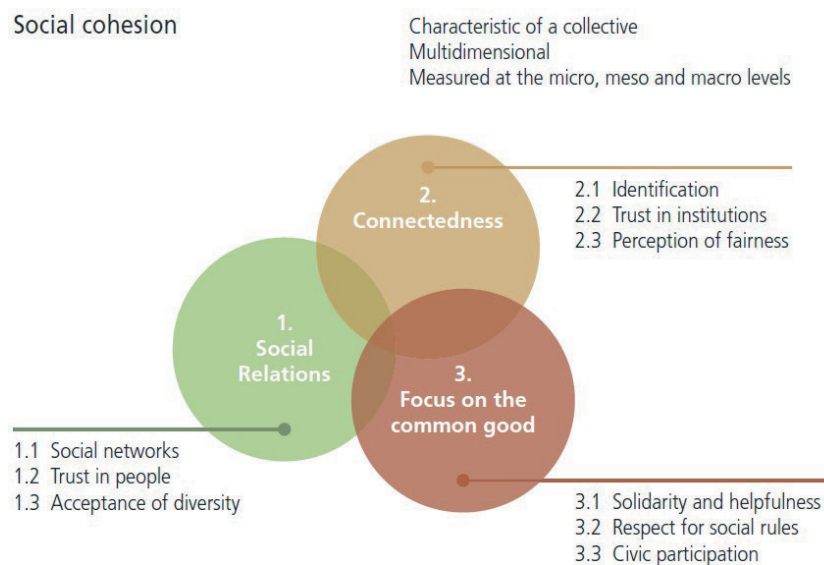 Social cohesion
Characteristic of a collective
Multidimensional
Measured at the micro, meso and macro levels
2.
Connectedness
2.1 Identification
2.2 Trust in institutions
2.3 Perception of fairness
1.
Social
Relations
1.1 Social networks
1.2 Trust in people
1.3 Acceptance of diversity
3.
Focus on the
common good
3.1 Solidarity and helpfulness
3.2 Respect for social rules
3.3 Civic participation